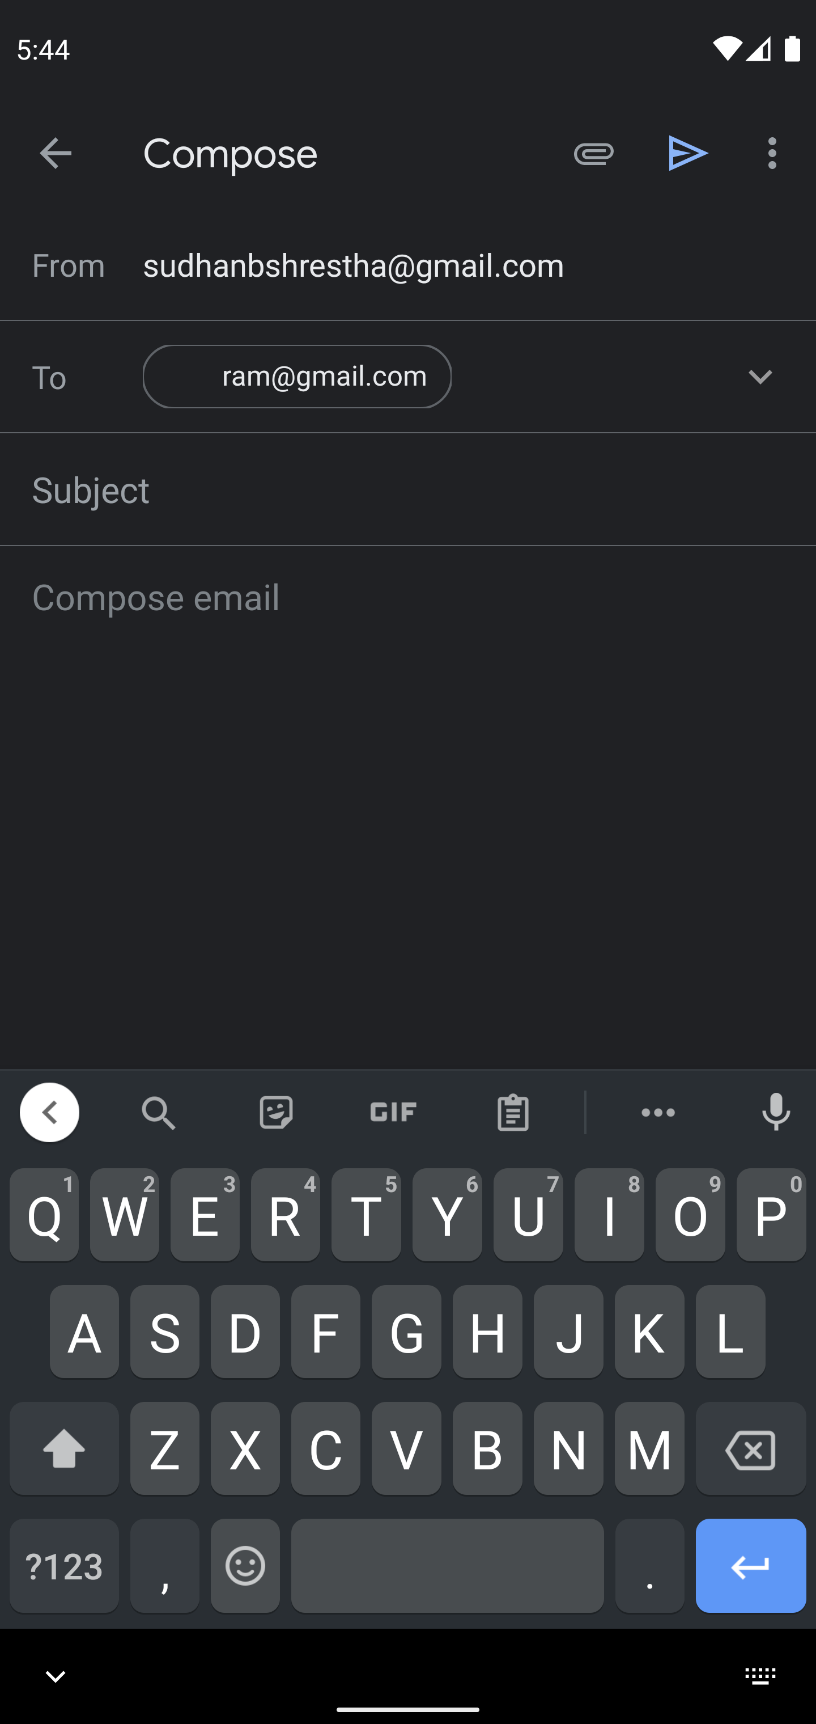 5:44
Compose
From sudhanbshrestha@gmail.com
To ram@gmail.com
Subject
Compose email
GIF
Q 1 W 2 E 3 R 4 T 5 Y 6 U 7 I 8 O 9 P 0
A S D F G H J K L
Z X C V B N M
?123 , .